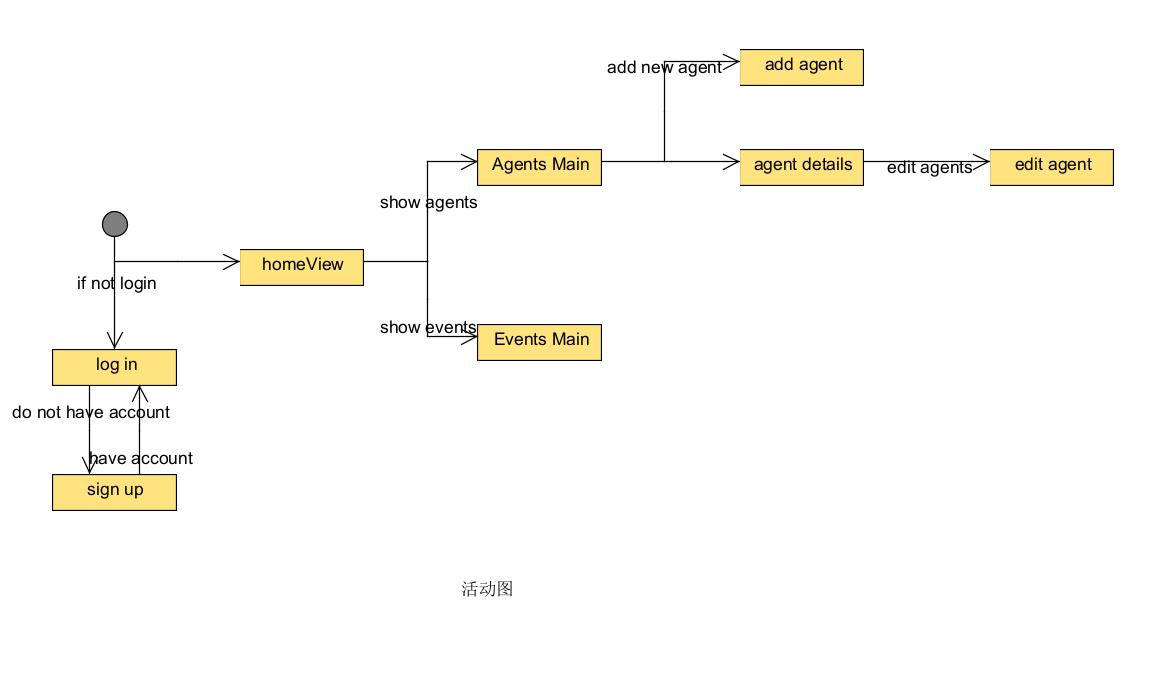 add agent
add new agent
Agents Main
agent details
edit agents
edit agent
show agents
homeView
if not login
show events
Events Main
log in
do not have account
have account
sign up
活动图